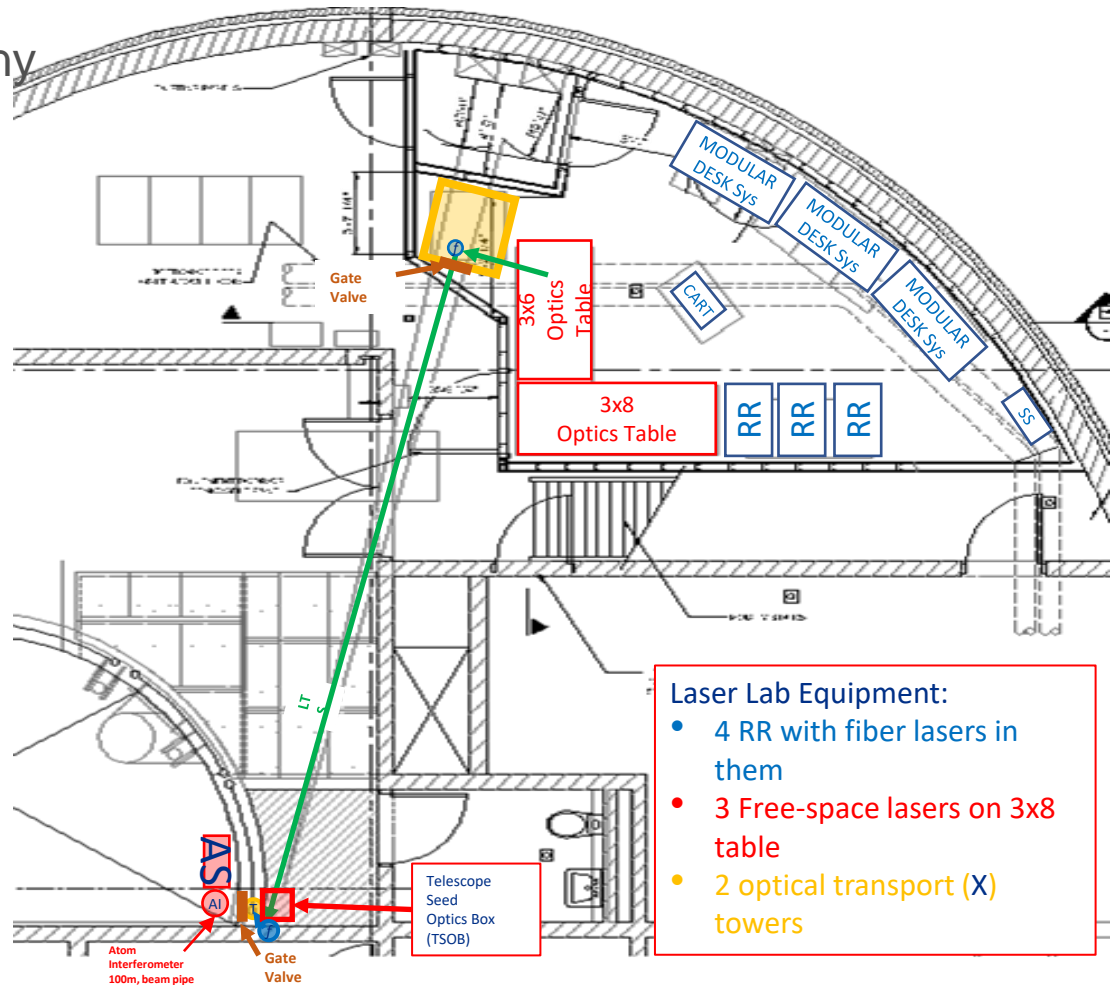 ny
MODULAR
DESK Sys
MODULAR
DESK Sys
MODULAR
DESK Sys
CART
SS
Gate
Valve
f
3x6
Optics
Table
3x8
Optics Table
RR
RR
RR
LT
S
AS
AI
T
f
Atom
Interferometer
100m, beam pipe
Gate
Valve
Telescope
Seed
Optics Box
(TSOB)
Laser Lab Equipment:
• 4 RR with fiber lasers in
them
• 3 Free-space lasers on 3x8
table
• 2 optical transport (X)
towers